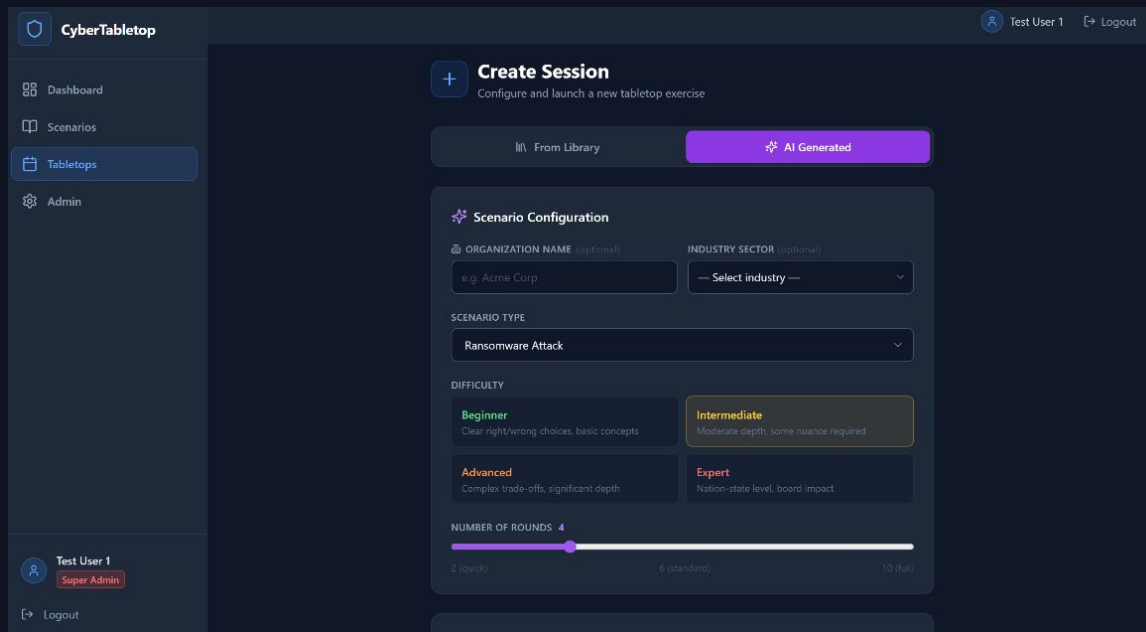 CyberTabletop
Test User 1
Logout
Dashboard
Scenarios
Tabletops
Admin
Create Session
Configure and launch a new tabletop exercise
From Library
AI Generated
Scenario Configuration
ORGANIZATION NAME (optional)
INDUSTRY SECTOR (optional)
e.g. Acme Corp
— Select industry —
SCENARIO TYPE
Ransomware Attack
DIFFICULTY
Beginner
Clear right/wrong choices, basic concepts
Intermediate
Moderate depth, some nuance required
Advanced
Complex trade-offs, significant depth
Expert
Nation-state level, board impact
NUMBER OF ROUNDS 4
2 (quick)
6 (standard)
10 (full)
Test User 1
Super Admin
Logout